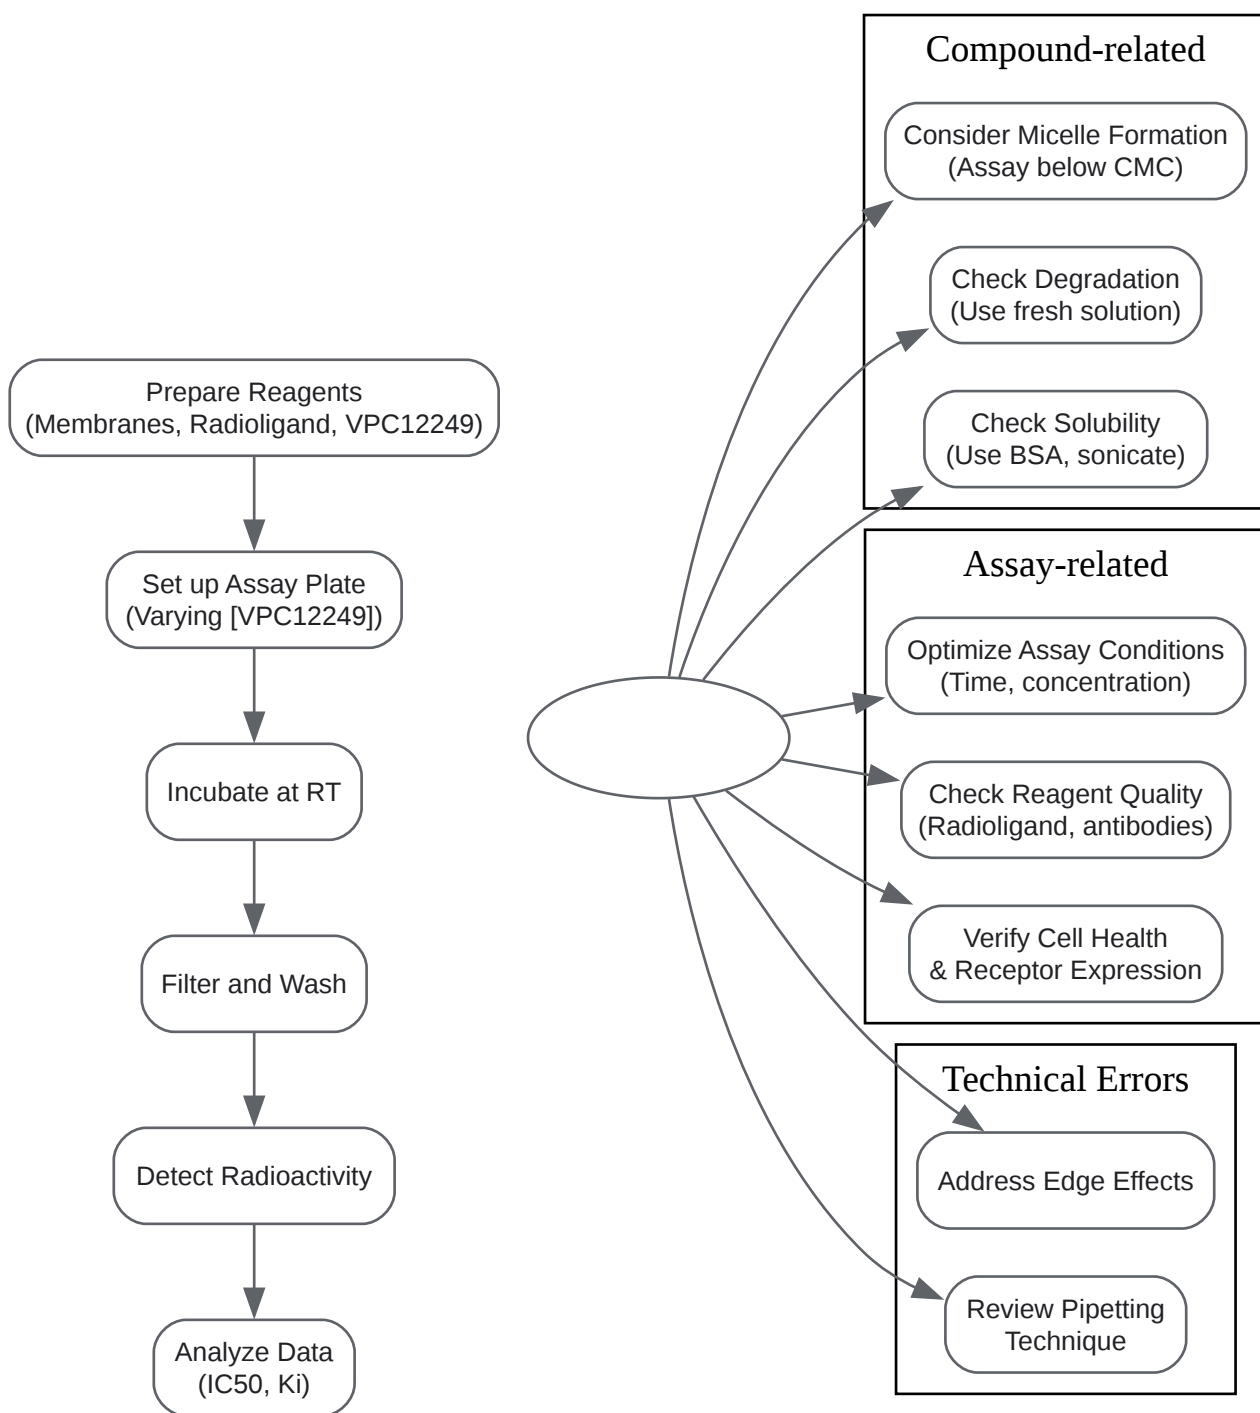 Prepare Reagents
(Membranes, Radioligand, VPC12249)
Set up Assay Plate
(Varying [VPC12249])
Incubate at RT
Filter and Wash
Detect Radioactivity
Analyze Data
(IC50, Ki)
Compound-related
Consider Micelle Formation
(Assay below CMC)
Check Degradation
(Use fresh solution)
Check Solubility
(Use BSA, sonicate)
Assay-related
Optimize Assay Conditions
(Time, concentration)
Check Reagent Quality
(Radioligand, antibodies)
Verify Cell Health
& Receptor Expression
Technical Errors
Address Edge Effects
Review Pipetting
Technique